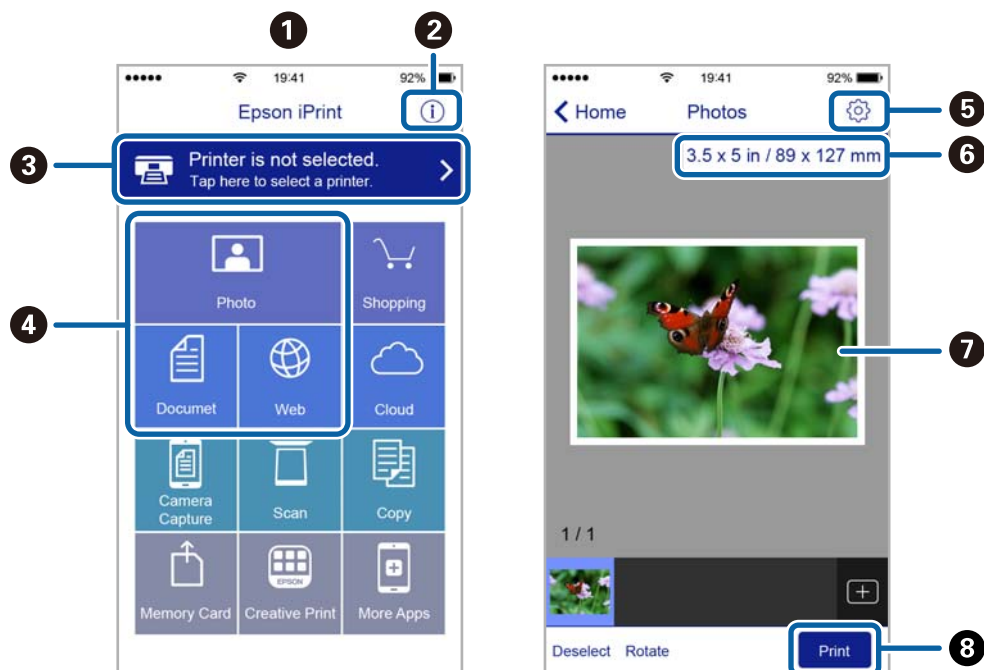 1
2
19:41
92%
Epson iPrint
3
Printer is not selected.
Tap here to select a printer.
4
Photo
Shopping
Documet
Web
Cloud
Camera
Capture
Scan
Copy
EPSON
Memory Card
Creative Print
More Apps
19:41
92%
Home
Photos
5
3.5 x 5 in / 89 x 127 mm
6
7
1 / 1
Deselect
Rotate
Print
8